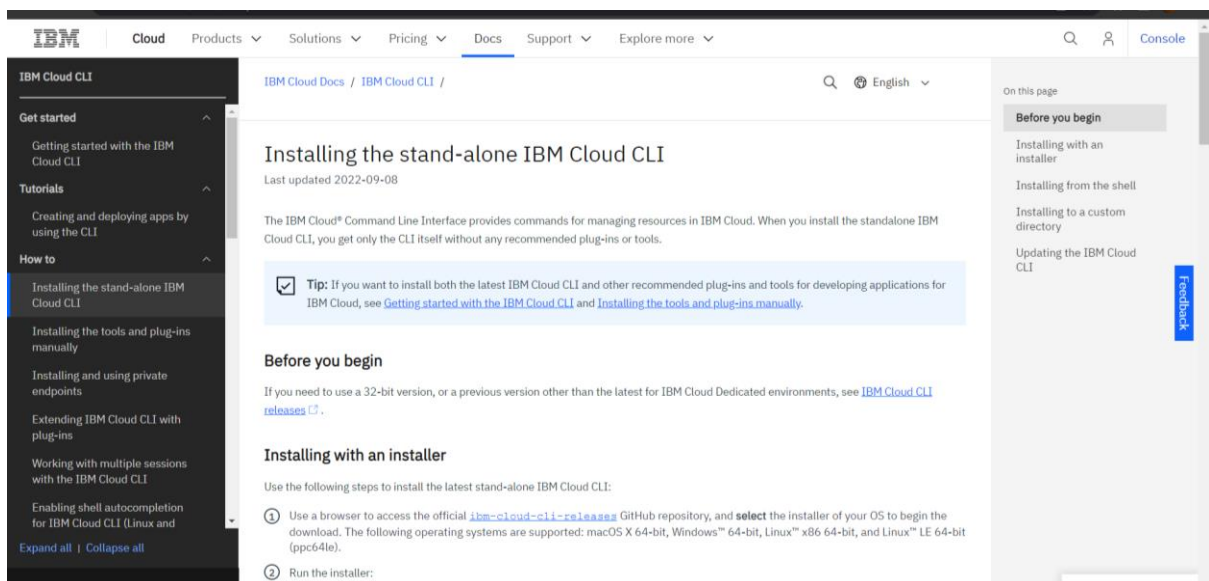 IBM Cloud Products Solutions Pricing Docs Support Explore more Console
IBM Cloud CLI
Get started
Getting started with the IBM
Cloud CLI
Tutorials
Creating and deploying apps by
using the CLI
How to
Installing the stand-alone IBM
Cloud CLI
Installing the tools and plug-ins
manually
Installing and using private
endpoints
Extending IBM Cloud CLI with
plug-ins
Working with multiple sessions
with the IBM Cloud CLI
Enabling shell autocompletion
for IBM Cloud CLI (Linux and
Expand all | Collapse all
IBM Cloud Docs / IBM Cloud CLI /
English
Installing the stand-alone IBM Cloud CLI
Last updated 2022-09-08
The IBM Cloud® Command Line Interface provides commands for managing resources in IBM Cloud. When you install the standalone IBM
Cloud CLI, you get only the CLI itself without any recommended plug-ins or tools.
Tip: If you want to install both the latest IBM Cloud CLI and other recommended plug-ins and tools for developing applications for
IBM Cloud, see Getting started with the IBM Cloud CLI and Installing the tools and plug-ins manually.
Before you begin
If you need to use a 32-bit version, or a previous version other than the latest for IBM Cloud Dedicated environments, see IBM Cloud CLI
releases .
Installing with an installer
Use the following steps to install the latest stand-alone IBM Cloud CLI:
1 Use a browser to access the official ibm-cloud-cli-releases GitHub repository, and select the installer of your OS to begin the
download. The following operating systems are supported: macOS X 64-bit, Windows™ 64-bit, Linux™ x86 64-bit, and Linux™ LE 64-bit
(ppc64le).
2 Run the installer:
On this page
Before you begin
Installing with an
installer
Installing from the shell
Installing to a custom
directory
Updating the IBM Cloud
CLI
Feedback